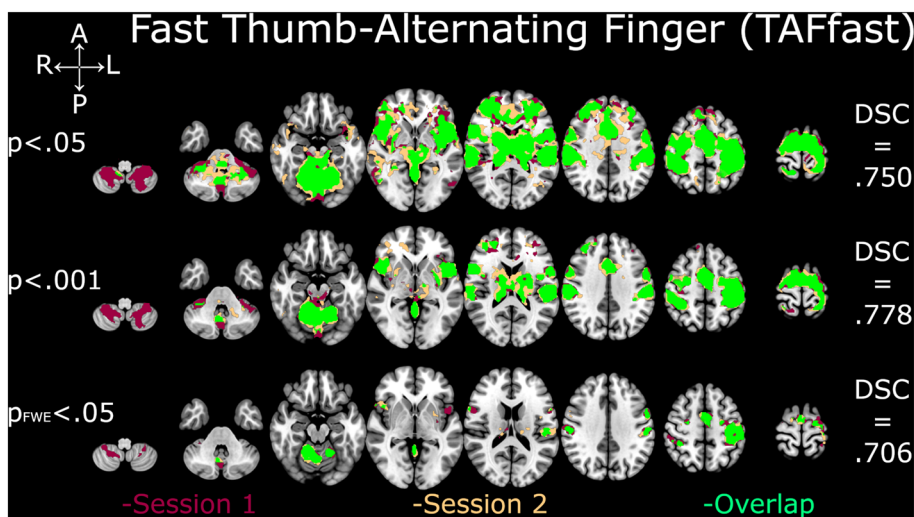 Fast Thumb-Alternating Finger (TAFfast)
A
R L
P
p<.05
DSC
=
.750
p<.001
DSC
=
.778
pFWE<.05
DSC
=
.706
-Session 1 -Session 2 -Overlap